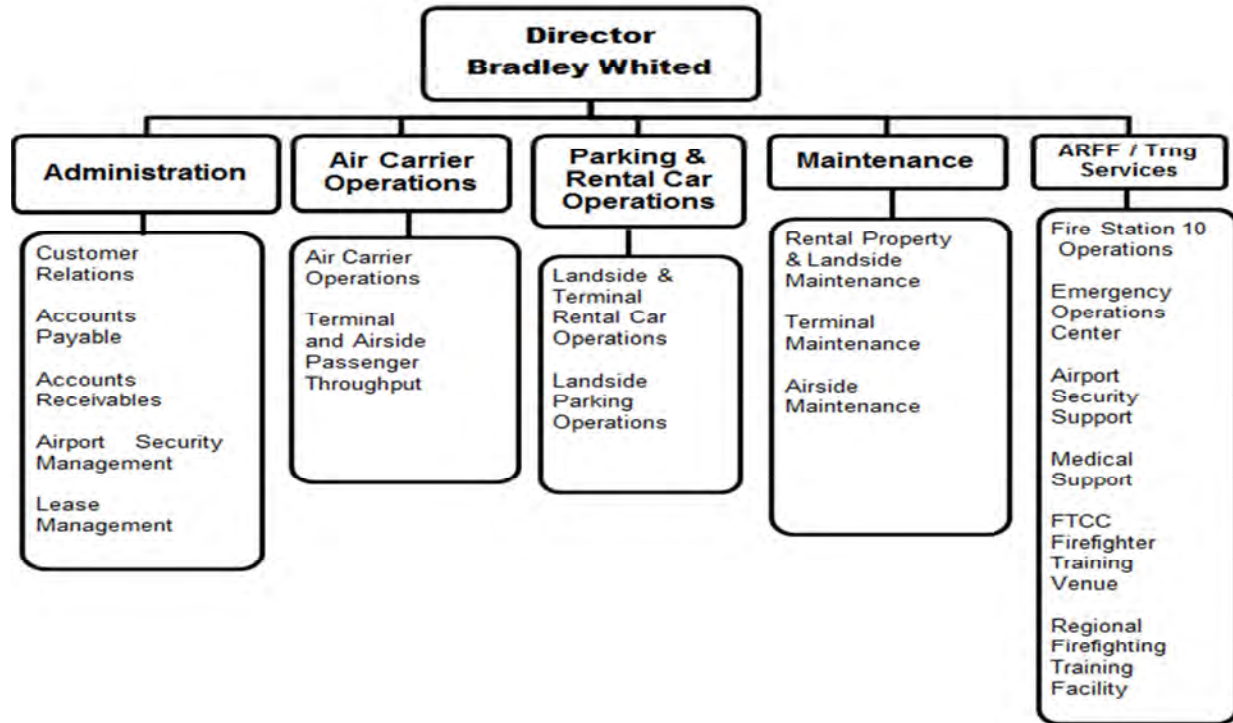 Director
Bradley Whited
Administration
Customer
Relations
Accounts
Payable
Accounts
Receivables
Airport Security
Management
Lease
Management
Air Carrier
Operations
Air Carrier
Operations
Terminal
and Airside
Passenger
Throughput
Parking &
Rental Car
Operations
Landside &
Terminal
Rental Car
Operations
Landside
Parking
Operations
Maintenance
Rental Property
& Landside
Maintenance
Terminal
Maintenance
Airside
Maintenance
ARFF / Trng
Services
Fire Station 10
Operations
Emergency
Operations
Center
Airport
Security
Support
Medical
Support
FTCC
Firefighter
Training
Venue
Regional
Firefighting
Training
Facility